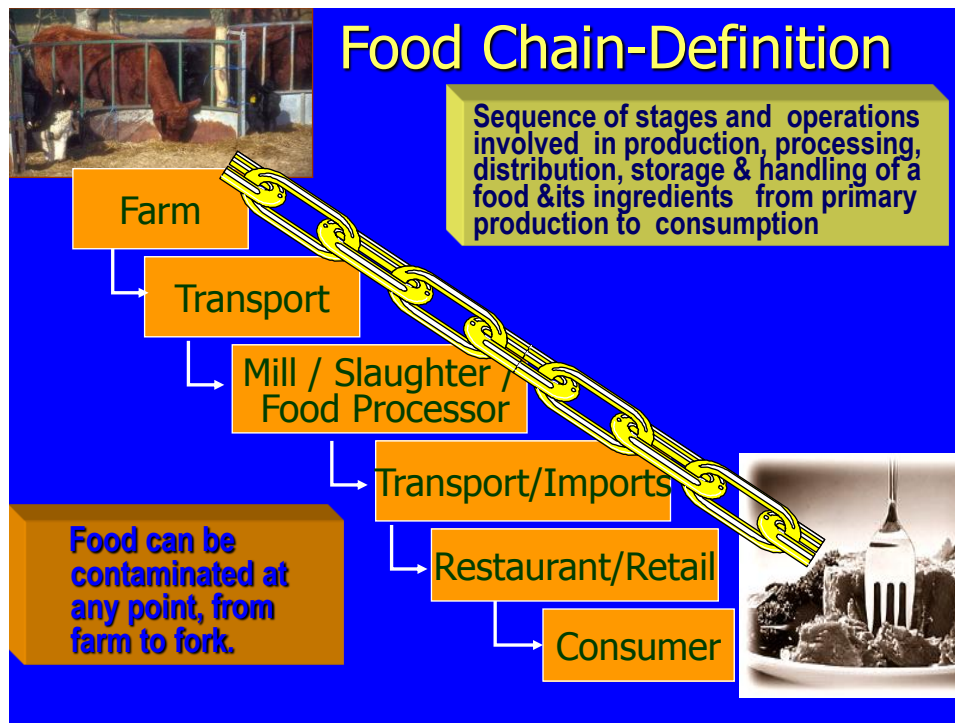 Food Chain-Definition
Sequence of stages and operations
involved in production, processing,
distribution, storage & handling of a
food &its ingredients from primary
production to consumption
Farm
Transport
Mill / Slaughter /
Food Processor
Transport/Imports
Restaurant/Retail
Consumer
Food can be
contaminated at
any point, from
farm to fork.